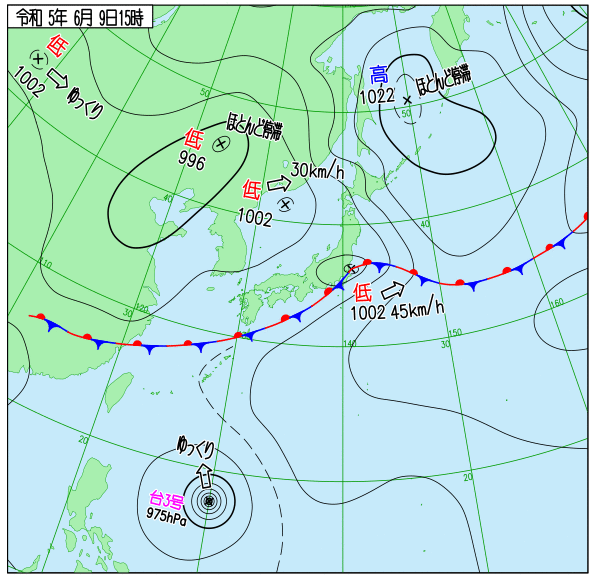 令和 5年 6月 9日15時
低
1002
ゆっくり
高
1022
ほとんど停滞
50
50
ほとんど停滞
低
996
低
30km/h
1002
40
40
110
120
30
低
1002 45km/h
160
150
30
140
130
20
20
ゆっくり
台3号
975hPa